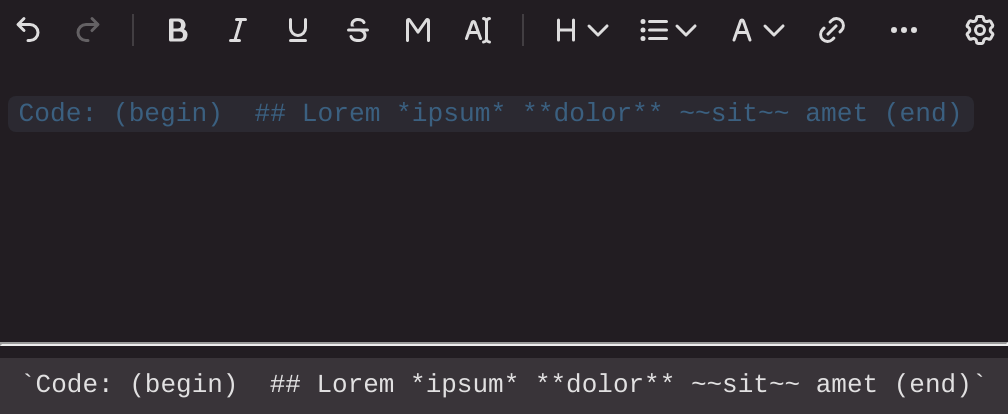 B I U S M AI H A
Code: (begin)  ## Lorem *ipsum* **dolor** ~~sit~~ amet (end)
`Code: (begin)  ## Lorem *ipsum* **dolor** ~~sit~~ amet (end)`